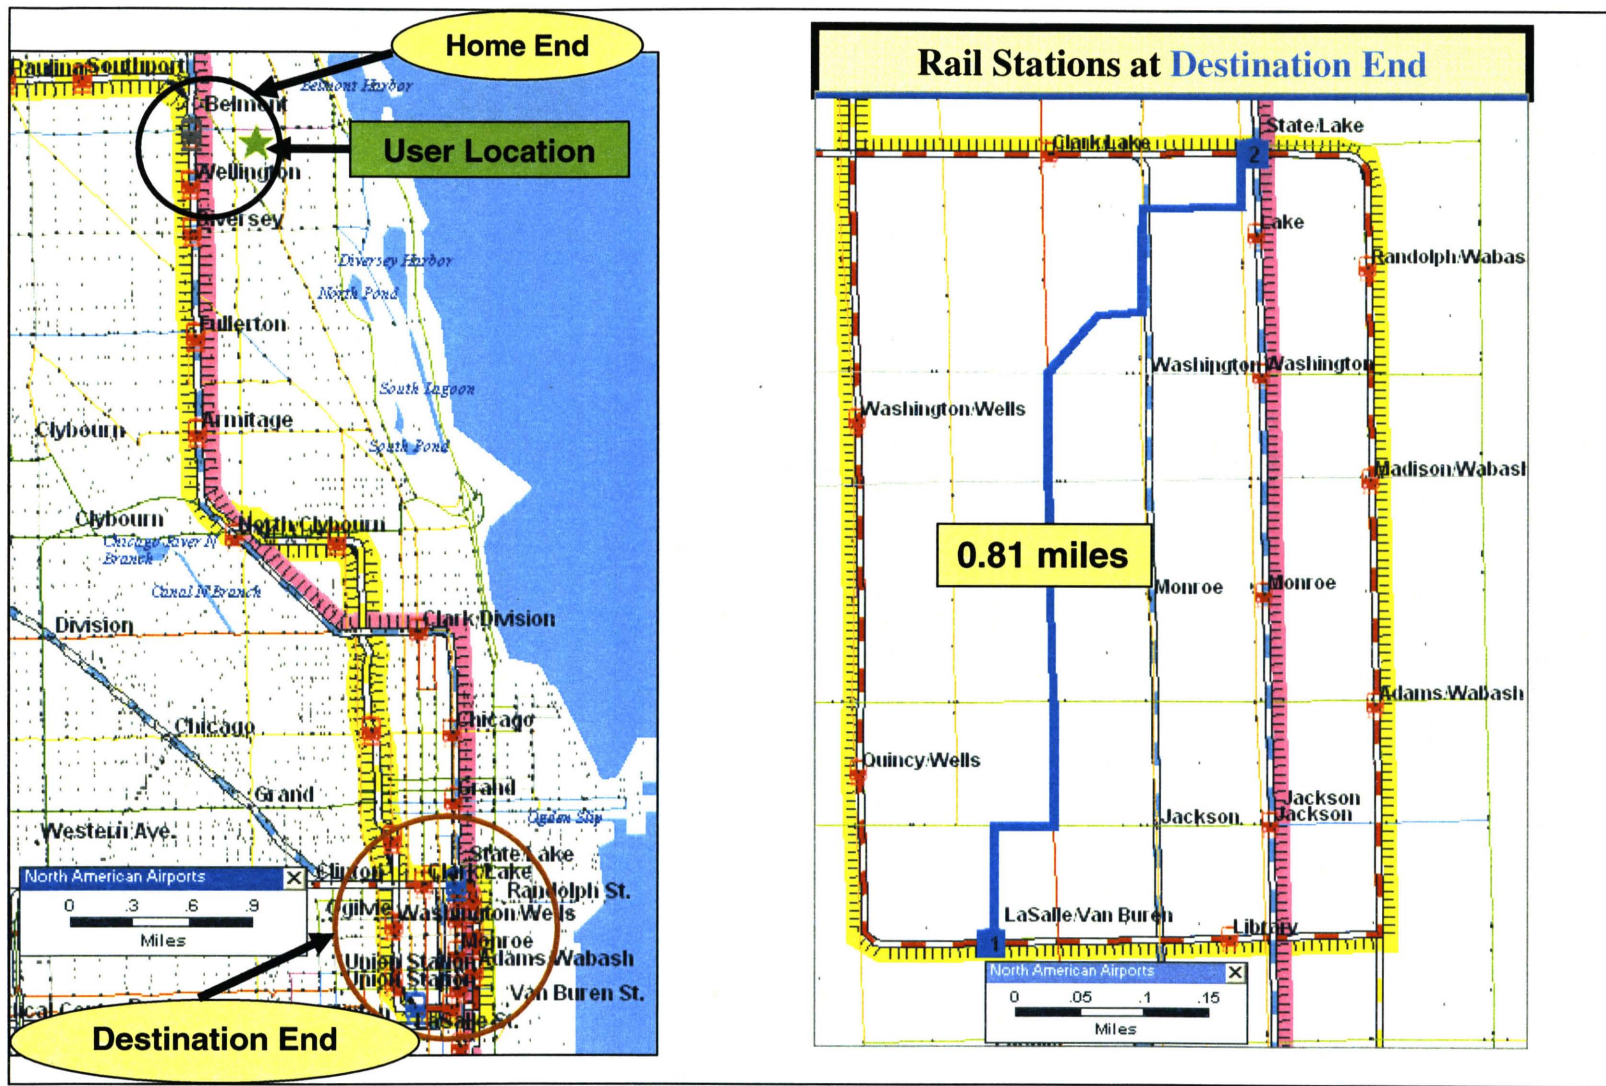 Home End
Paulina Southport
Belmont Harbor
Belmont
User Location
Wellington
Diversey
Diversey Harbor
North Pond
Fullerton
South Lagoon
Armitage
Clybourn
South Pond
Clybourn
North/Clybourn
Chicago River N
Branch
Canal N Branch
Division
Clark/Division
Chicago
Chicago
Grand
Grand
Ogden Slip
Western Ave.
State/Lake
Clinton
Clark/Lake
North American Airports
Randolph St.
0 .3 .6 .9
Miles
Ogilvie
Washington/Wells
Monroe
Union Station
Adams/Wabash
Union Station
Van Buren St.
LaSalle St.
Destination End
Rail Stations at Destination End
State/Lake
Clark/Lake
2
Lake
Randolph/Wabas
Washington
Washington
Washington/Wells
Madison/Wabash
0.81 miles
Monroe
Monroe
Adams/Wabash
Quincy/Wells
Jackson
Jackson
Jackson
LaSalle/Van Buren
Library
1
North American Airports
0 .05 .1 .15
Miles